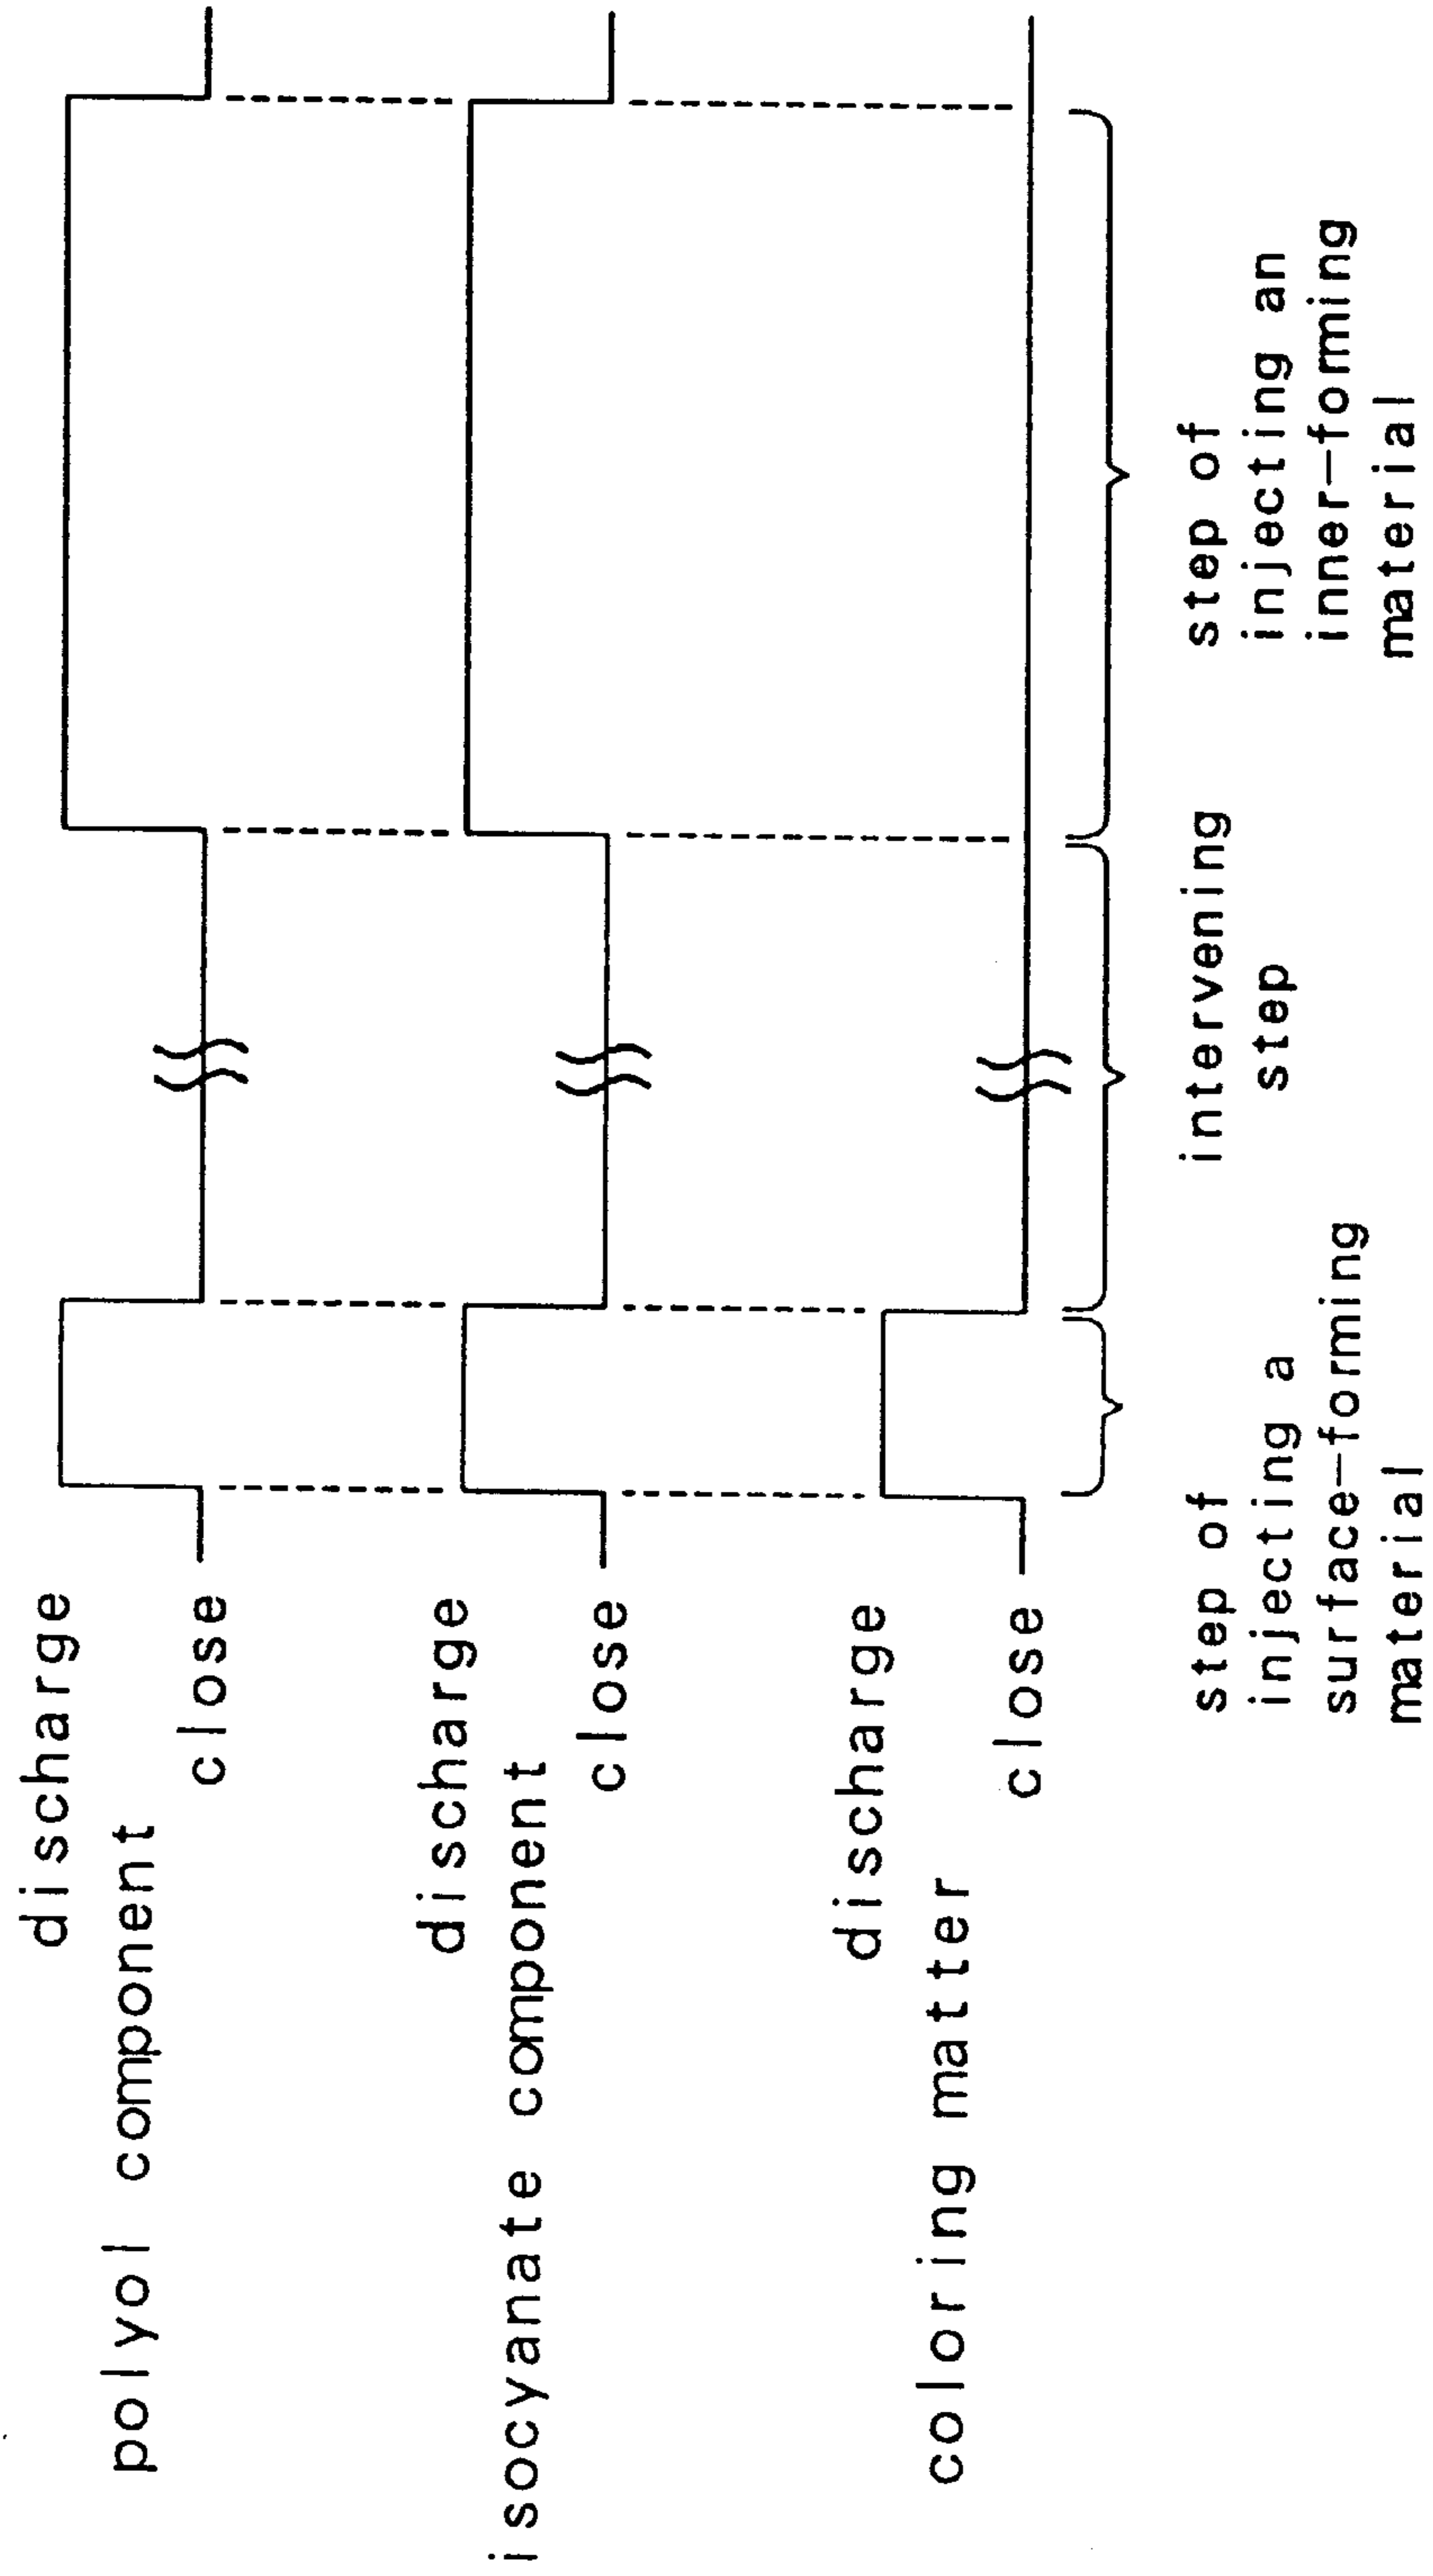 discharge
polyol component
close
discharge
isocyanate component
close
discharge
coloring matter
close
step of
injecting a
surface-forming
material
intervening
step
step of
injecting an
inner-forming
material